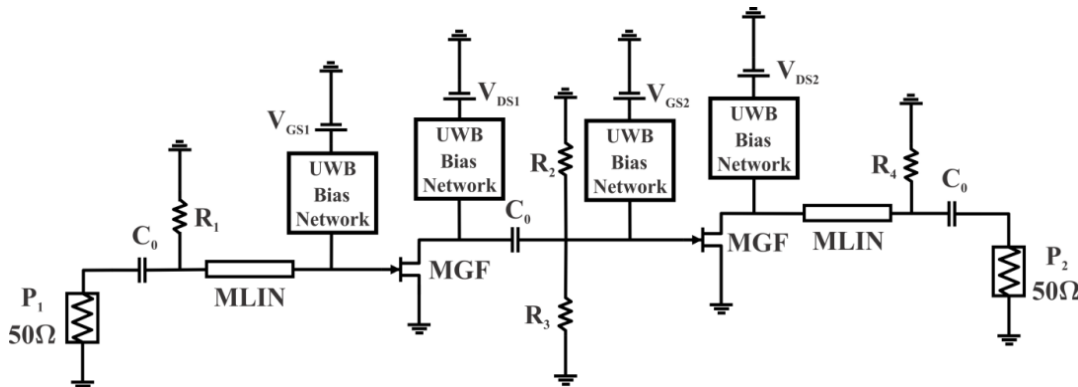 V_DS2
V_DS1
V_GS2
UWB
Bias
Network
V_GS1
UWB
Bias
Network
R_2
UWB
Bias
Network
R_4
UWB
Bias
Network
R_1
C_0
C_0
C_0
MGF
MGF
MLIN
MLIN
P_1
50Ω
R_3
P_2
50Ω